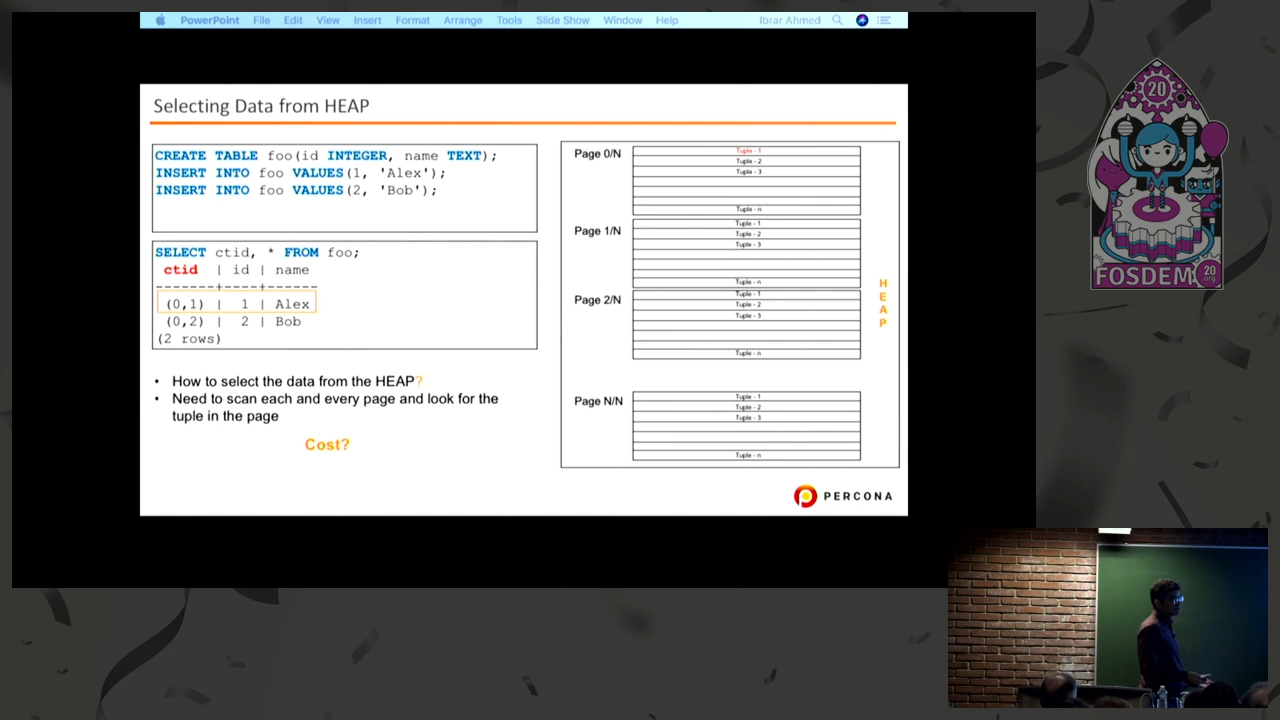 PowerPoint File Edit View Insert Format Arrange Tools Slide Show Window Help Ibrar Ahmed
Selecting Data from HEAP
CREATE TABLE foo(id INTEGER, name TEXT);
INSERT INTO foo VALUES(1, 'Alex');
INSERT INTO foo VALUES(2, 'Bob');
SELECT ctid, * FROM foo;
ctid | id | name
-------+----+------
(0,1) | 1 | Alex
(0,2) | 2 | Bob
(2 rows)
• How to select the data from the HEAP?
• Need to scan each and every page and look for the
tuple in the page
Cost?
Page 0/N
Tuple - 1
Tuple - 2
Tuple - 3
Tuple - n
Page 1/N
Tuple - 1
Tuple - 2
Tuple - 3
Tuple - n
Page 2/N
Tuple - 1
Tuple - 2
Tuple - 3
Tuple - n
Page N/N
Tuple - 1
Tuple - 2
Tuple - 3
Tuple - n
H
E
A
P
PERCONA
20
FOSDEM
20
.org